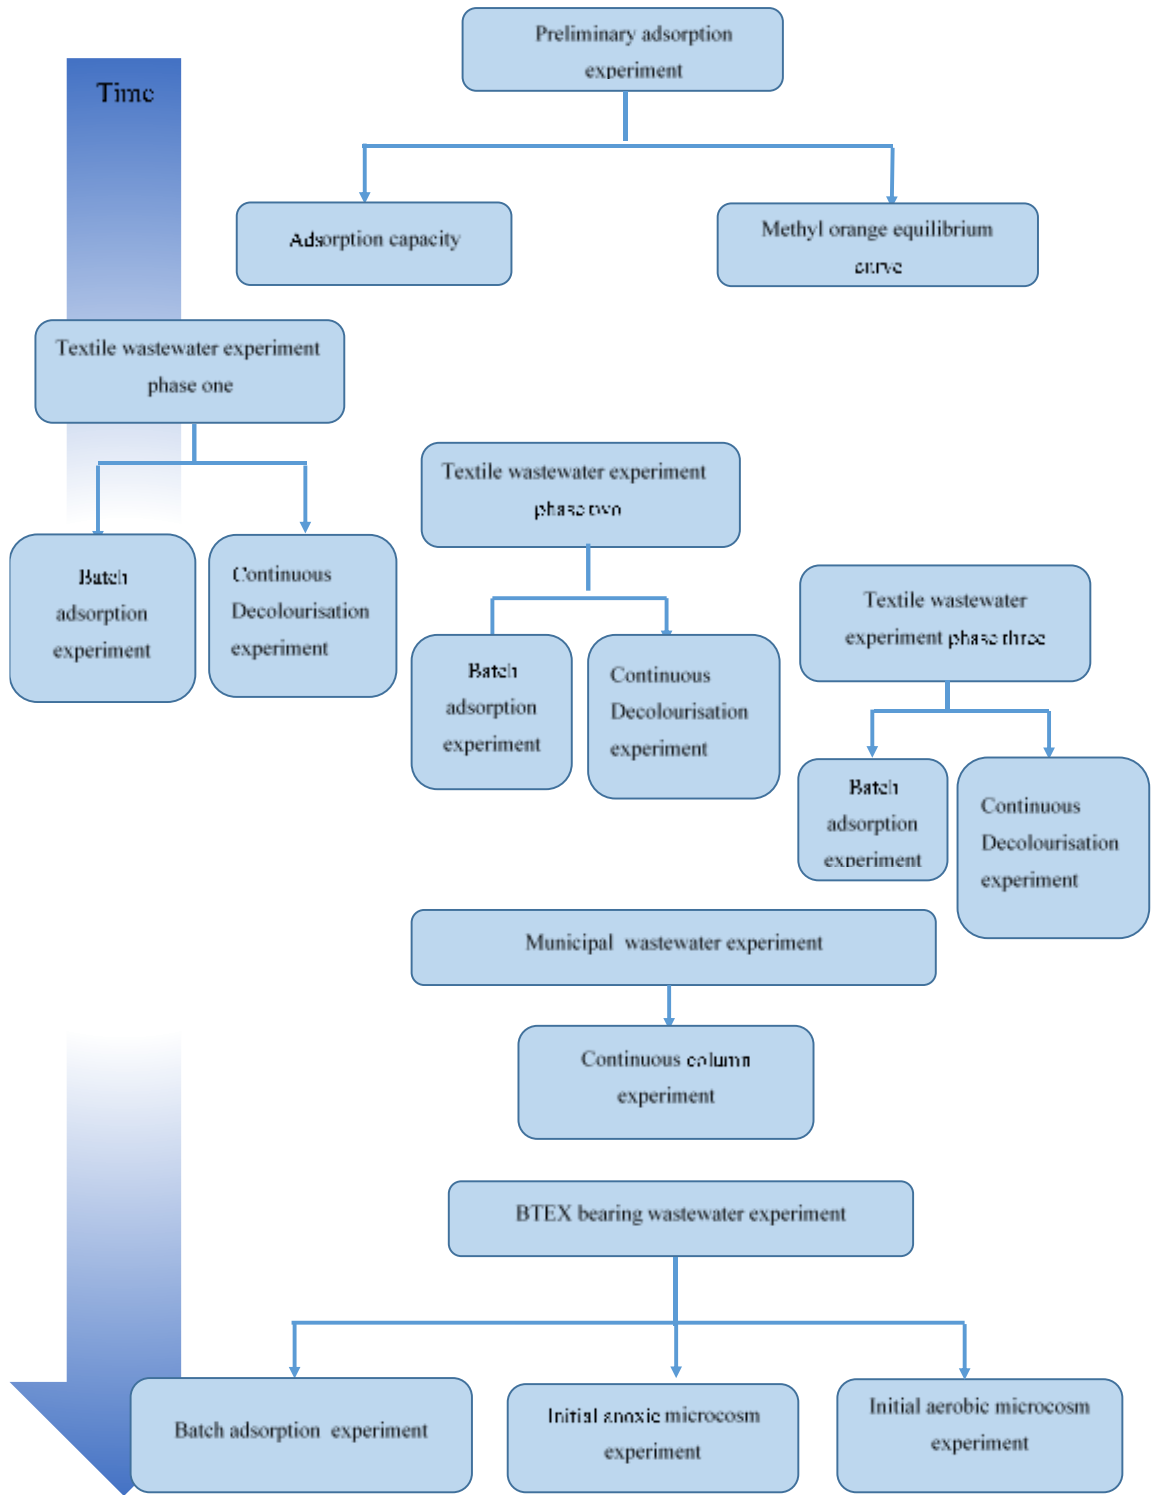 Preliminary adsorption
experiment
Time
Adsorption capacity
Methyl orange equilibrium
curve
Textile wastewater experiment
phase one
Textile wastewater experiment
phase two
Batch
adsorption
experiment
Continuous
Decolourisation
experiment
Textile wastewater
experiment phase three
Batch
adsorption
experiment
Continuous
Decolourisation
experiment
Batch
adsorption
experiment
Continuous
Decolourisation
experiment
Municipal wastewater experiment
Continuous column
experiment
BTEX bearing wastewater experiment
Batch adsorption experiment
Initial anoxic microcosm
experiment
Initial aerobic microcosm
experiment